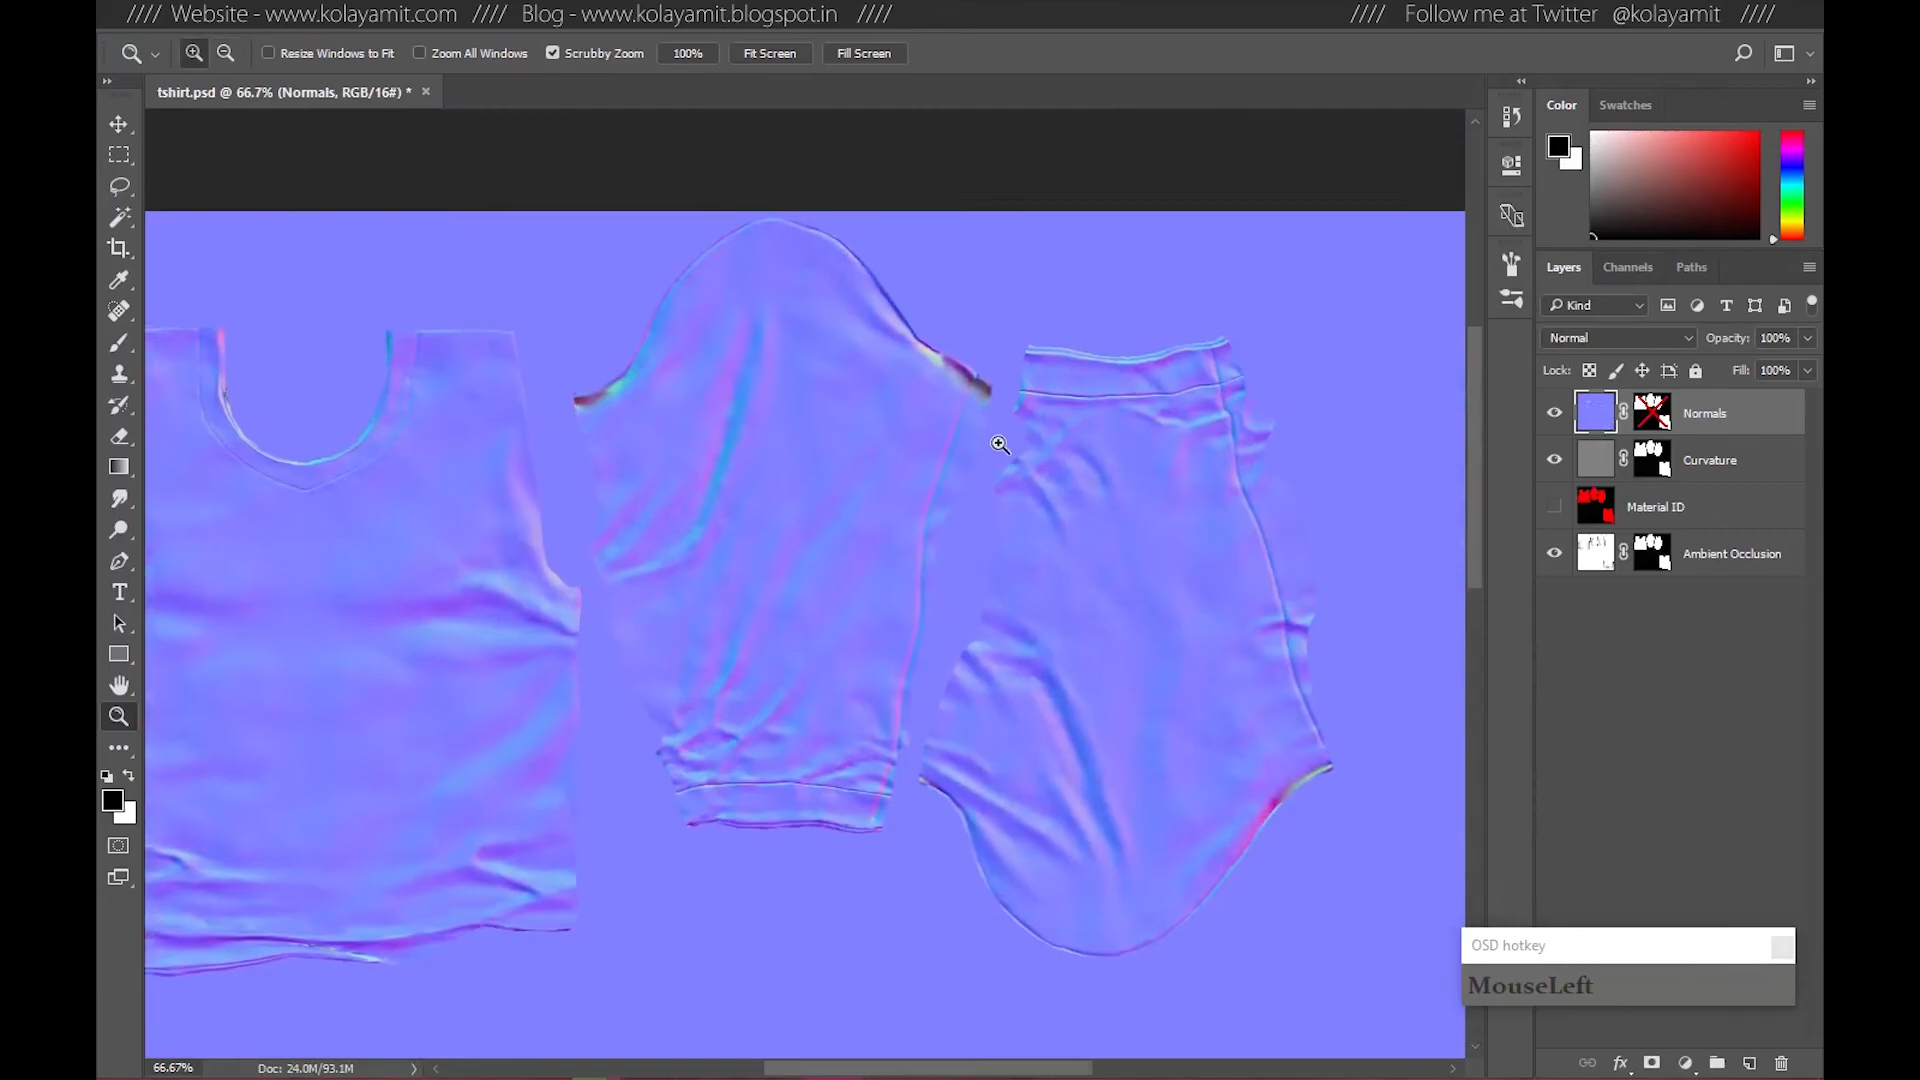 //// Website - www.kolayamit.com //// Blog - www.kolayamit.blogspot.in ////
//// Follow me at Twitter @kolayamit ////
Resize Windows to Fit Zoom All Windows Scrubby Zoom 100% Fit Screen Fill Screen
tshirt.psd @ 66.7% (Normals, RGB/16#) *
Color Swatches
Layers Channels Paths
Kind
Normal Opacity: 100%
Lock: Fill: 100%
Normals
Curvature
Material ID
Ambient Occlusion
OSD hotkey
MouseLeft
66.67% Doc: 24.0M/93.1M
fx